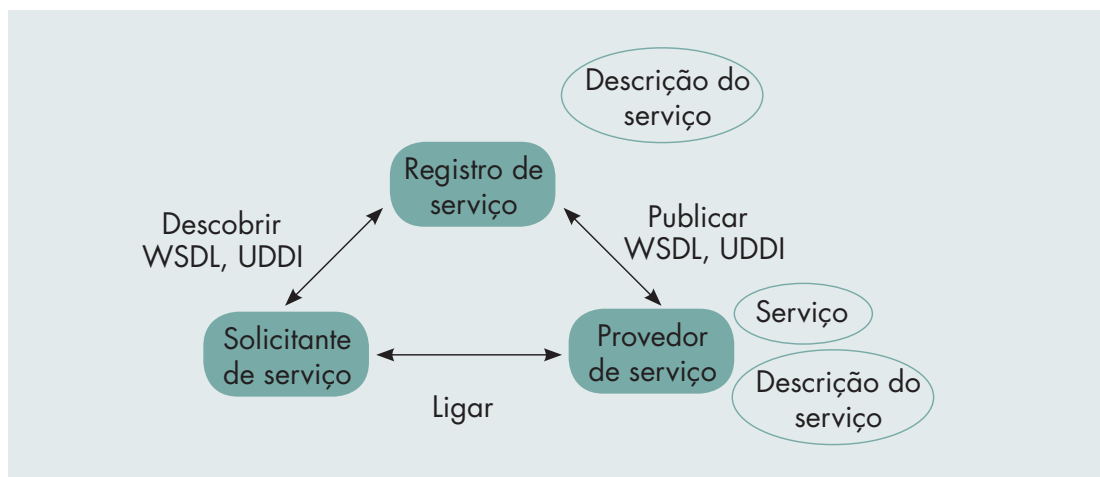 Descrição do
serviço
Registro de
serviço
Descobrir
WSDL, UDDI
Publicar
WSDL, UDDI
Solicitante
de serviço
Ligar
Provedor
de serviço
Serviço
Descrição do
serviço